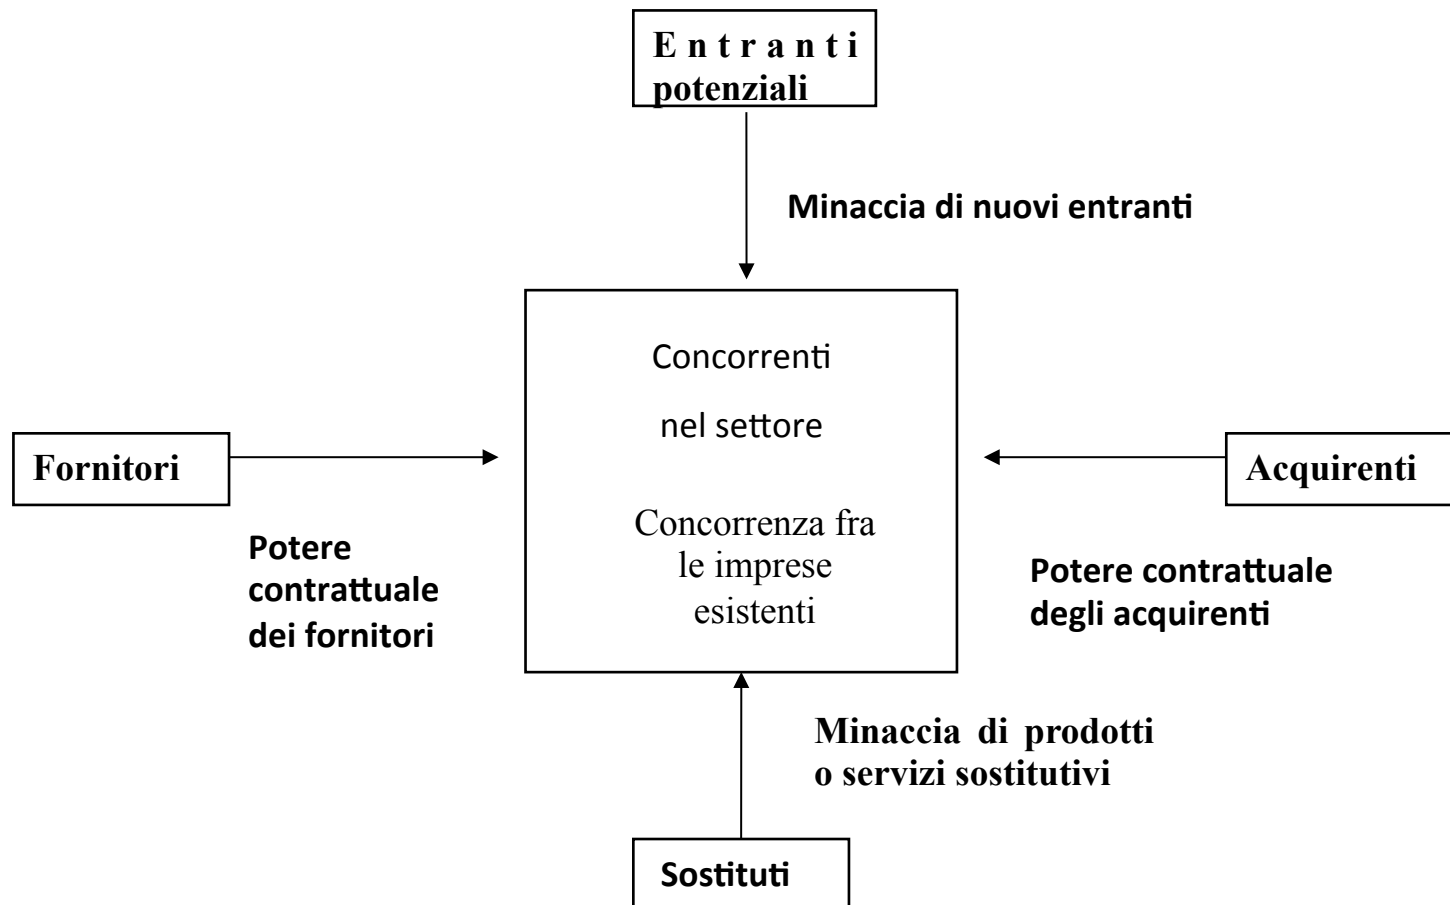 E n t r a n t i
potenziali
Minaccia di nuovi entranti
Concorrenti
nel settore
Fornitori
Acquirenti
Concorrenza fra
le imprese
esistenti
Potere
contrattuale
dei fornitori
Potere contrattuale
degli acquirenti
Minaccia di prodotti
o servizi sostitutivi
Sostituti